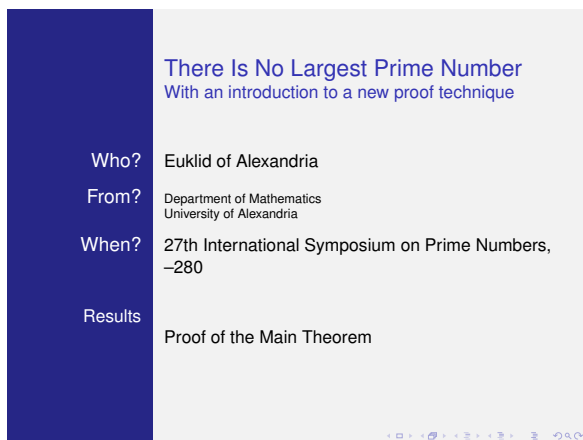 There Is No Largest Prime Number
With an introduction to a new proof technique
Who? Euklid of Alexandria
From? Department of Mathematics
University of Alexandria
When? 27th International Symposium on Prime Numbers,
–280
Results
Proof of the Main Theorem